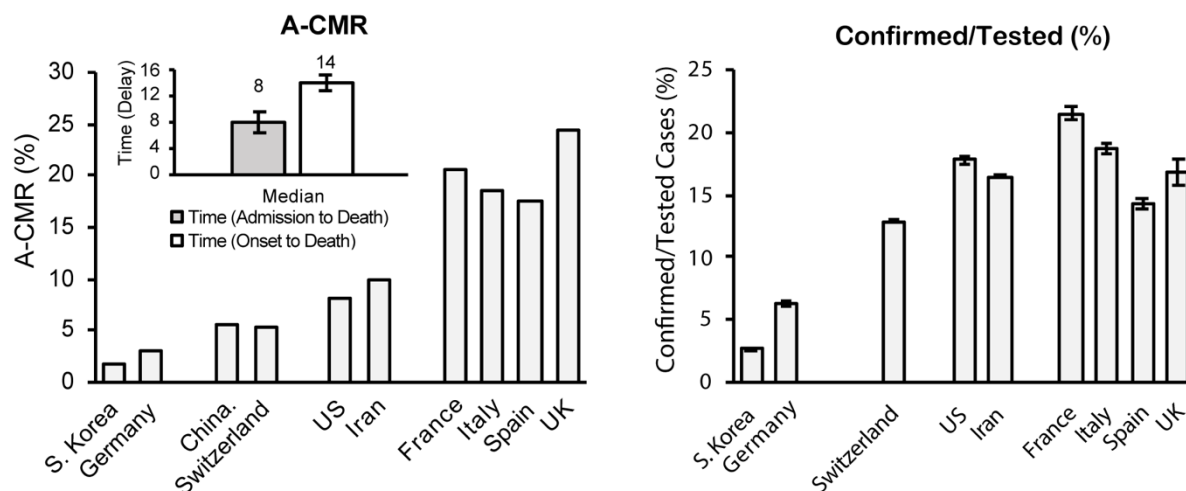 A-CMR
A-CMR (%)
30
25
20
15
10
5
0
Time (Delay)
16
12
8
4
0
8
14
Median
Time (Admission to Death)
Time (Onset to Death)
S. Korea
Germany
China.
Switzerland
US
Iran
France
Italy
Spain
UK
Confirmed/Tested (%)
Confirmed/Tested Cases (%)
25
20
15
10
5
0
S. Korea
Germany
Switzerland
US
Iran
France
Italy
Spain
UK